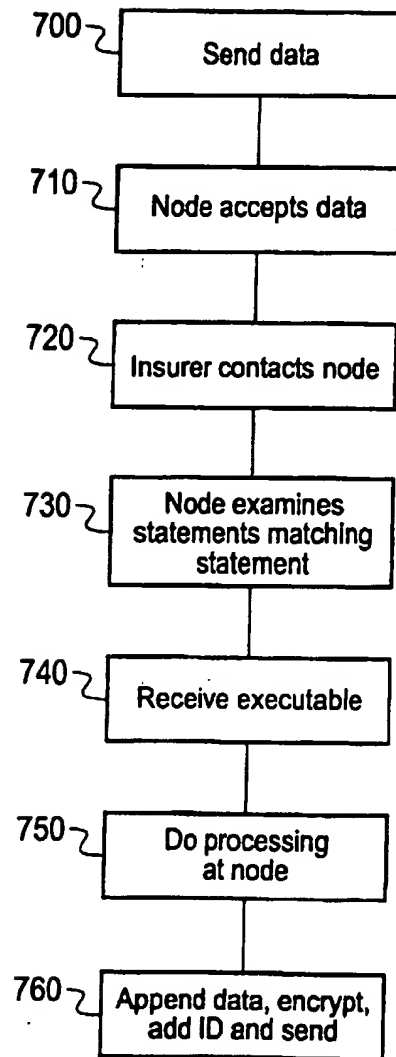 700
Send data
710
Node accepts data
720
Insurer contacts node
730
Node examines
statements matching
statement
740
Receive executable
750
Do processing
at node
760
Append data, encrypt,
add ID and send